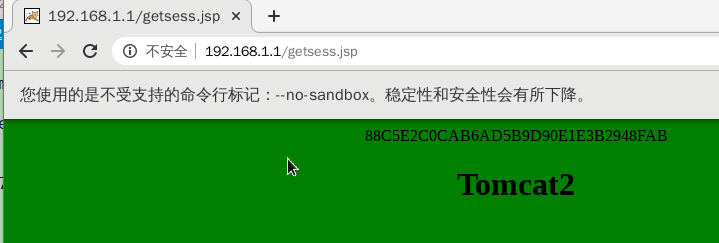 192.168.1.1/getsess.jsp
不安全 192.168.1.1/getsess.jsp
您使用的是不受支持的命令行标记：--no-sandbox。稳定性和安全性会有所下降。
88C5E2C0CAB6AD5B9D90E1E3B2948FAB
Tomcat2